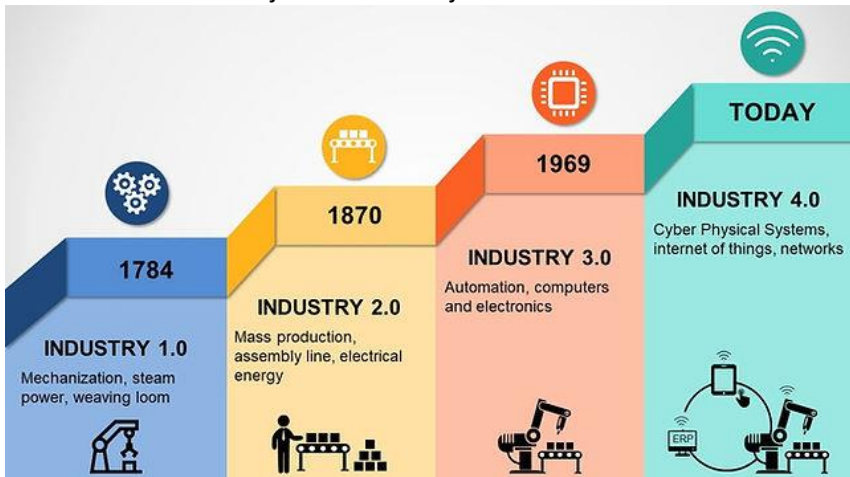 1784
INDUSTRY 1.0
Mechanization, steam
power, weaving loom
1870
INDUSTRY 2.0
Mass production,
assembly line, electrical
energy
1969
INDUSTRY 3.0
Automation, computers
and electronics
TODAY
INDUSTRY 4.0
Cyber Physical Systems,
internet of things, networks
ERP